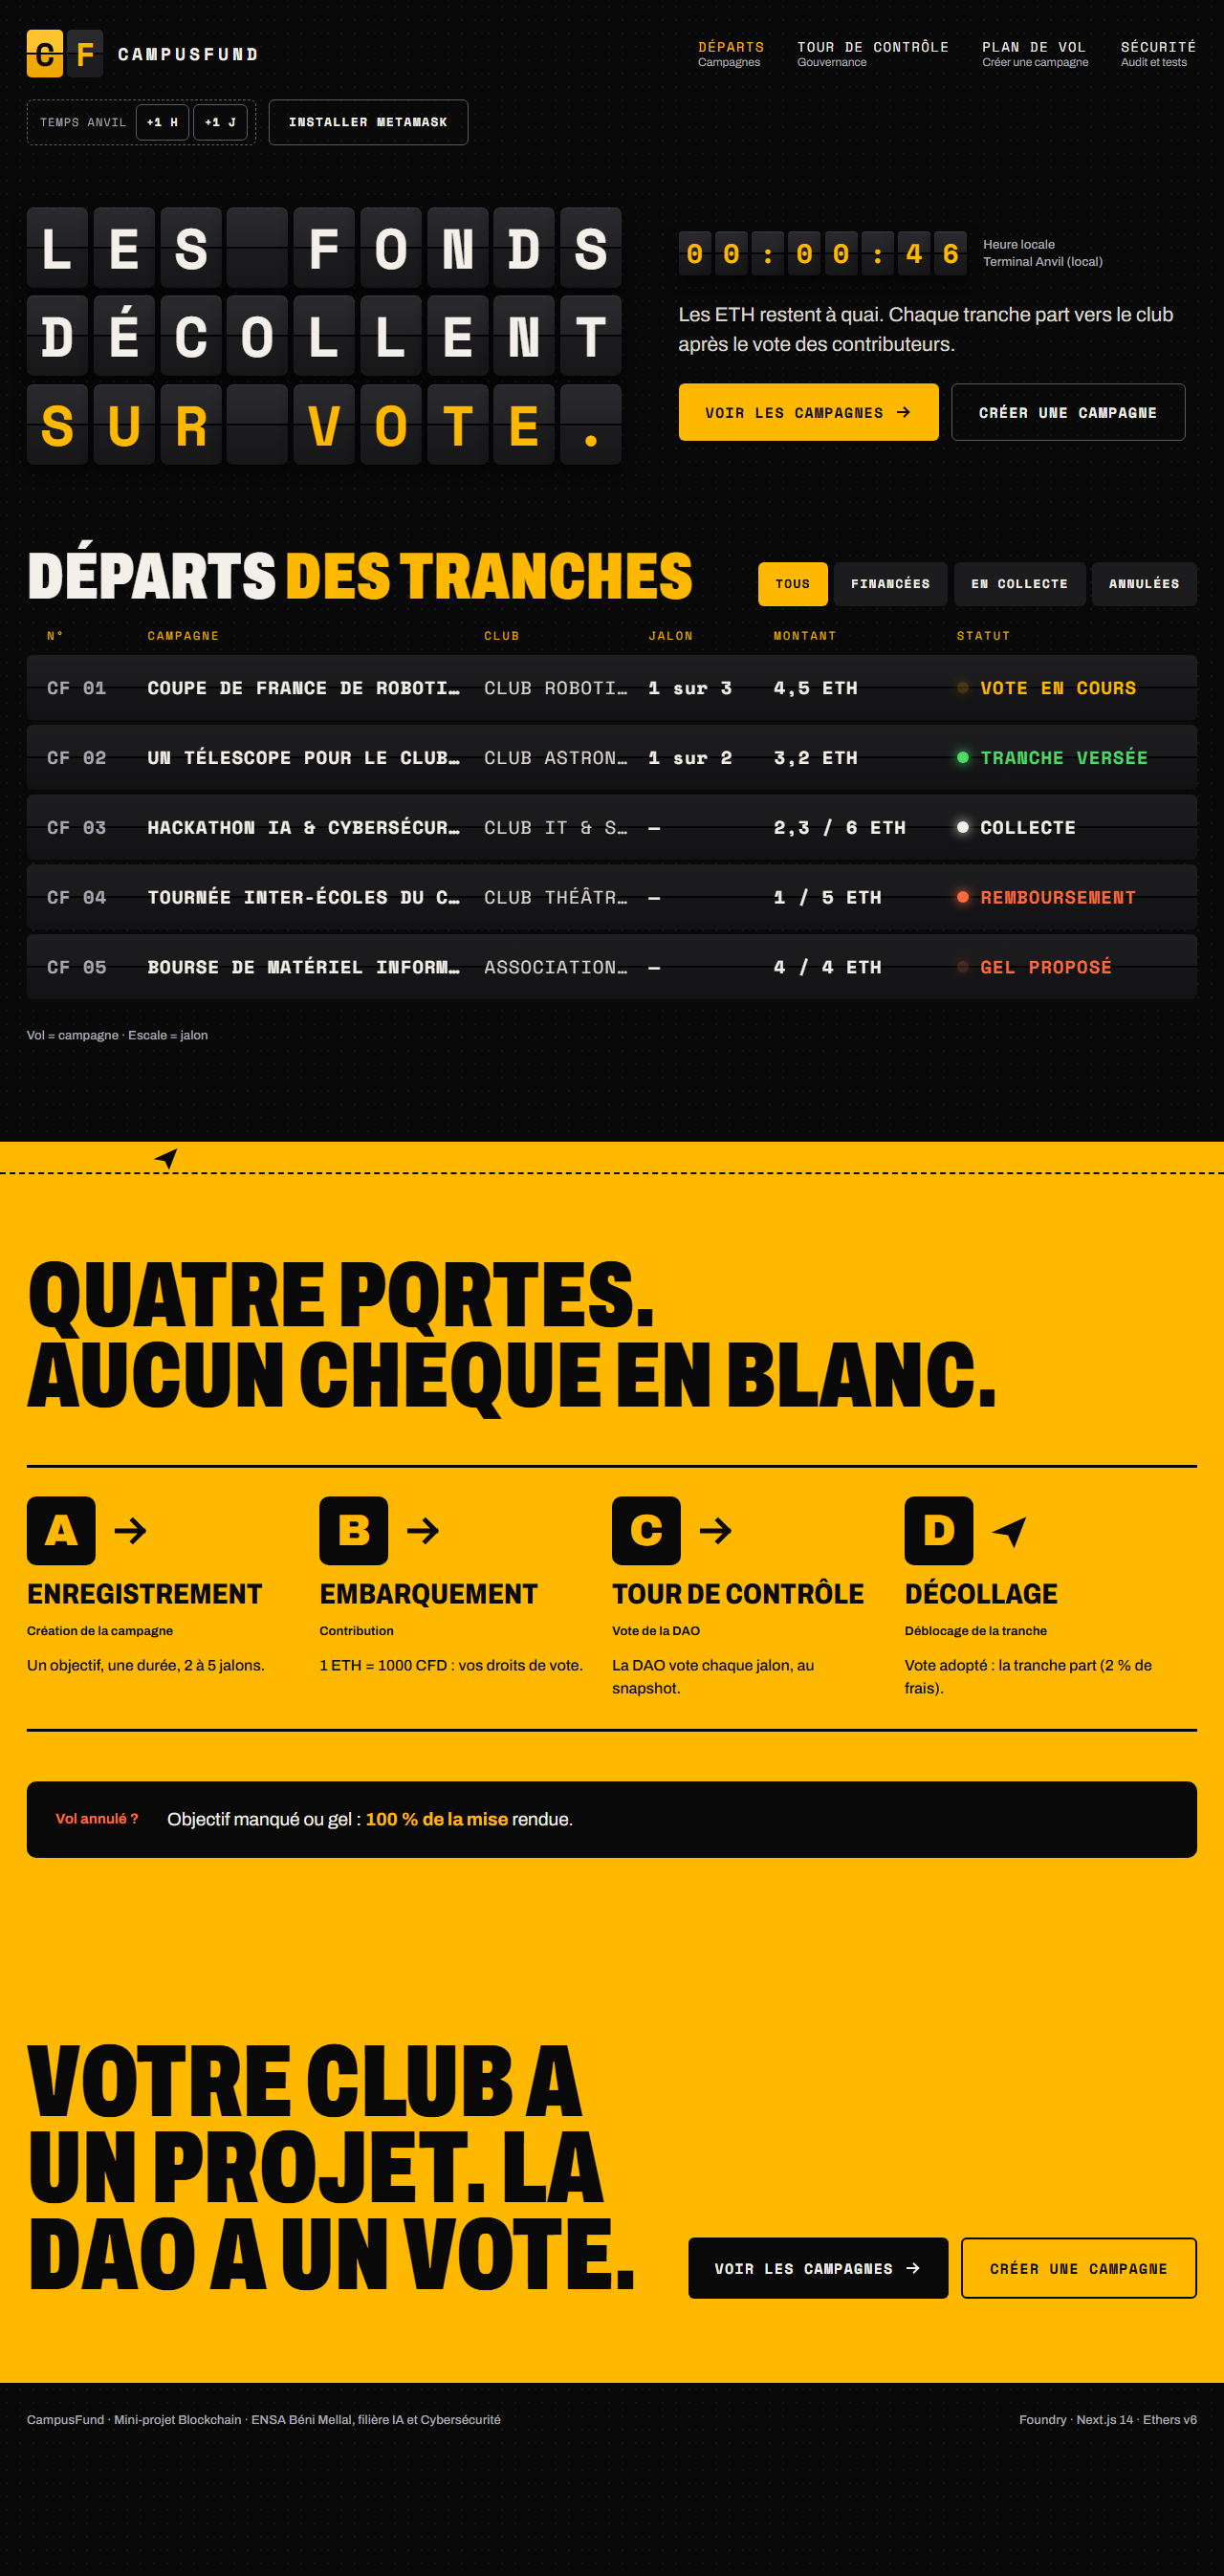 CF CAMPUSFUND
DÉPARTS
Campagnes
TOUR DE CONTRÔLE
Gouvernance
PLAN DE VOL
Créer une campagne
SÉCURITÉ
Audit et tests
TEMPS ANVIL +1 H +1 J
INSTALLER METAMASK
LES FONDS
DÉCOLLENT
SUR VOTE.
00:00:46
Heure locale
Terminal Anvil (local)
Les ETH restent à quai. Chaque tranche part vers le club
après le vote des contributeurs.
VOIR LES CAMPAGNES →
CRÉER UNE CAMPAGNE
DÉPARTS DES TRANCHES
TOUS FINANCÉES EN COLLECTE ANNULÉES
N° CAMPAGNE CLUB JALON MONTANT STATUT
CF 01 COUPE DE FRANCE DE ROBOTI… CLUB ROBOTI… 1 sur 3 4,5 ETH VOTE EN COURS
CF 02 UN TÉLESCOPE POUR LE CLUB… CLUB ASTRON… 1 sur 2 3,2 ETH TRANCHE VERSÉE
CF 03 HACKATHON IA & CYBERSÉCUR… CLUB IT & S… — 2,3 / 6 ETH COLLECTE
CF 04 TOURNÉE INTER-ÉCOLES DU C… CLUB THÉÂTR… — 1 / 5 ETH REMBOURSEMENT
CF 05 BOURSE DE MATÉRIEL INFORM… ASSOCIATION… — 4 / 4 ETH GEL PROPOSÉ
Vol = campagne · Escale = jalon
QUATRE PORTES.
AUCUN CHÈQUE EN BLANC.
A →
ENREGISTREMENT
Création de la campagne
Un objectif, une durée, 2 à 5 jalons.
B →
EMBARQUEMENT
Contribution
1 ETH = 1000 CFD : vos droits de vote.
C →
TOUR DE CONTRÔLE
Vote de la DAO
La DAO vote chaque jalon, au
snapshot.
D
DÉCOLLAGE
Déblocage de la tranche
Vote adopté : la tranche part (2 % de
frais).
Vol annulé ? Objectif manqué ou gel : 100 % de la mise rendue.
VOTRE CLUB A
UN PROJET. LA
DAO A UN VOTE.
VOIR LES CAMPAGNES →
CRÉER UNE CAMPAGNE
CampusFund · Mini-projet Blockchain · ENSA Béni Mellal, filière IA et Cybersécurité
Foundry · Next.js 14 · Ethers v6